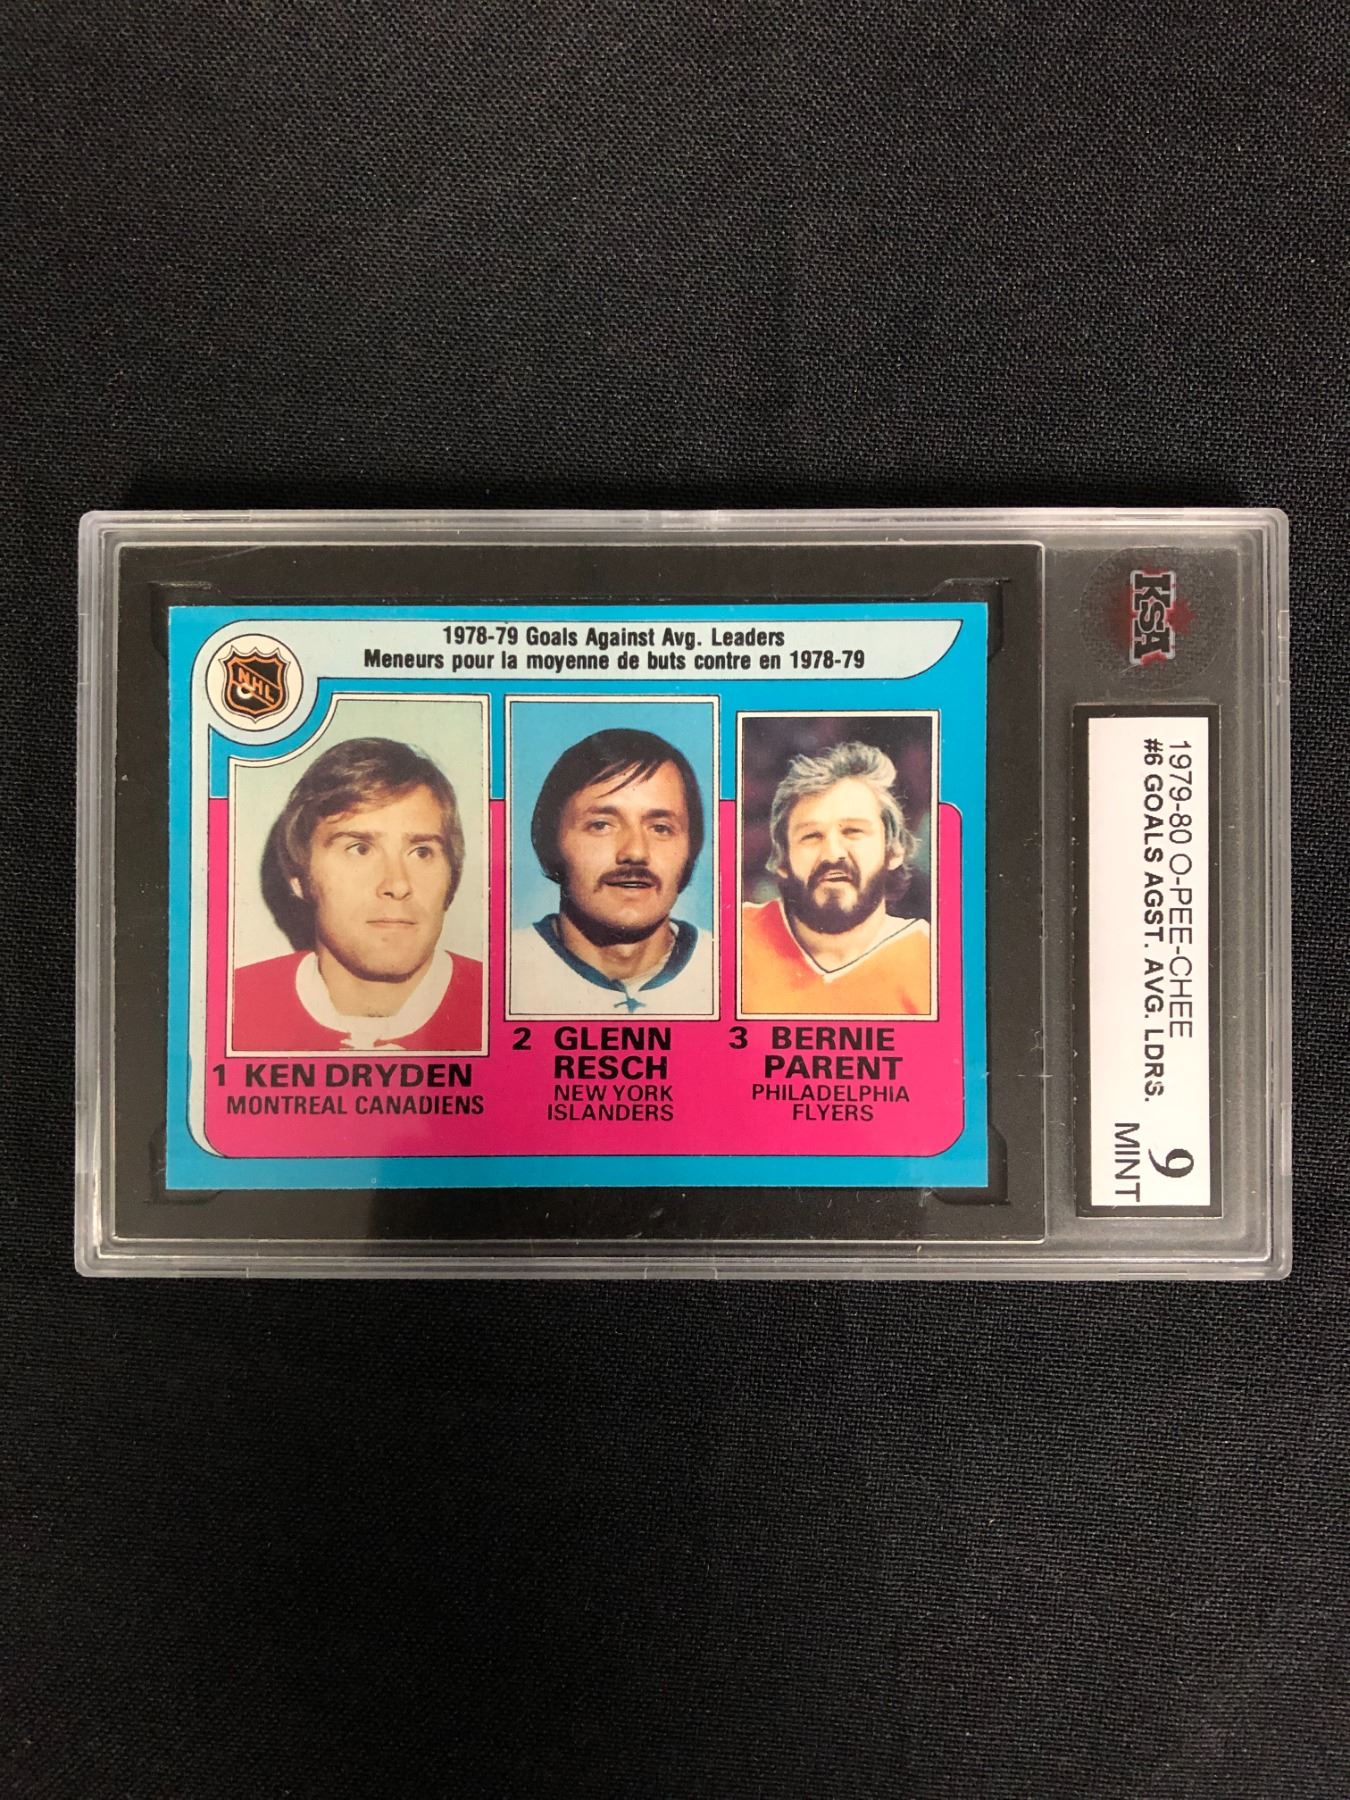 1978-79 Goals Against Avg. Leaders
Meneurs pour la moyenne de buts contre en 1978-79
NHL
1 KEN DRYDEN
MONTREAL CANADIENS
2 GLENN
RESCH
NEW YORK
ISLANDERS
3 BERNIE
PARENT
PHILADELPHIA
FLYERS
KSA
1979-80 O-PEE-CHEE
#6 GOALS AGST. AVG. LDRS.
9
MINT